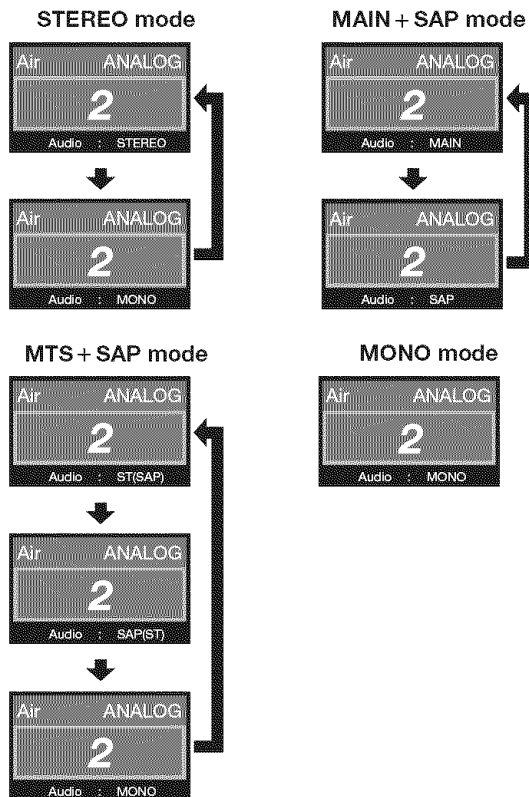 STEREO mode
Air ANALOG
2
Audio : STEREO
Air ANALOG
2
Audio : MONO
MAIN + SAP mode
Air ANALOG
2
Audio : MAIN
Air ANALOG
2
Audio : SAP
MTS + SAP mode
Air ANALOG
2
Audio : ST(SAP)
Air ANALOG
2
Audio : SAP(ST)
Air ANALOG
2
Audio : MONO
MONO mode
Air ANALOG
2
Audio : MONO